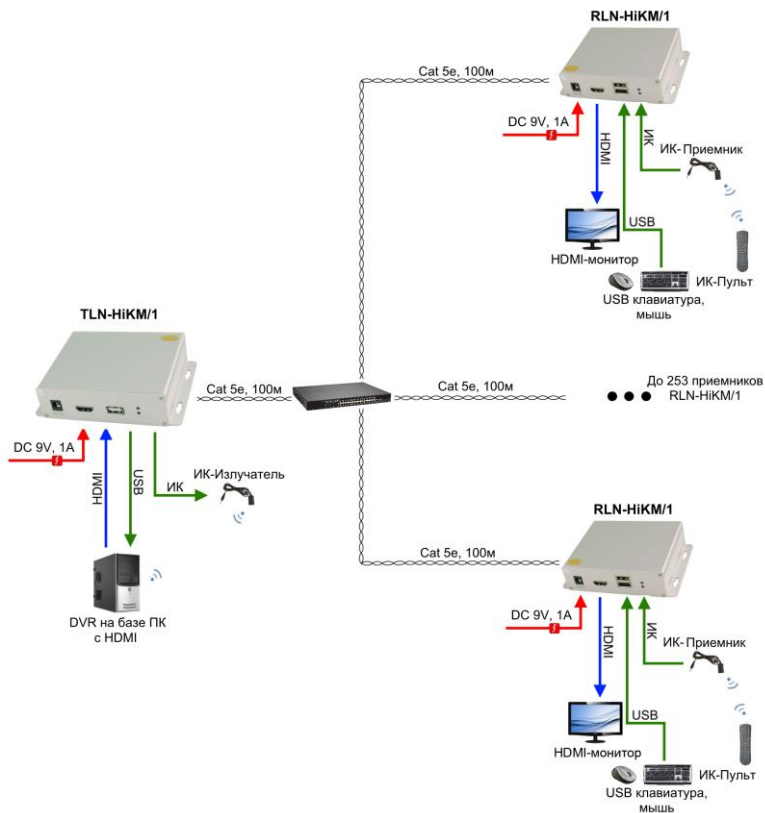 RLN-HiKM/1
Cat 5e, 100м
DC 9V, 1A
HDMI
ИК
ИК-Приемник
USB
HDMI-монитор
ИК-Пульт
USB клавиатура,
мышь
TLN-HiKM/1
Cat 5e, 100м
Cat 5e, 100м
До 253 приемников
RLN-HiKM/1
DC 9V, 1A
HDMI
USB
ИК
ИК-Излучатель
DVR на базе ПК
с HDMI
RLN-HiKM/1
Cat 5e, 100м
DC 9V, 1A
HDMI
ИК
ИК-Приемник
USB
HDMI-монитор
ИК-Пульт
USB клавиатура,
мышь